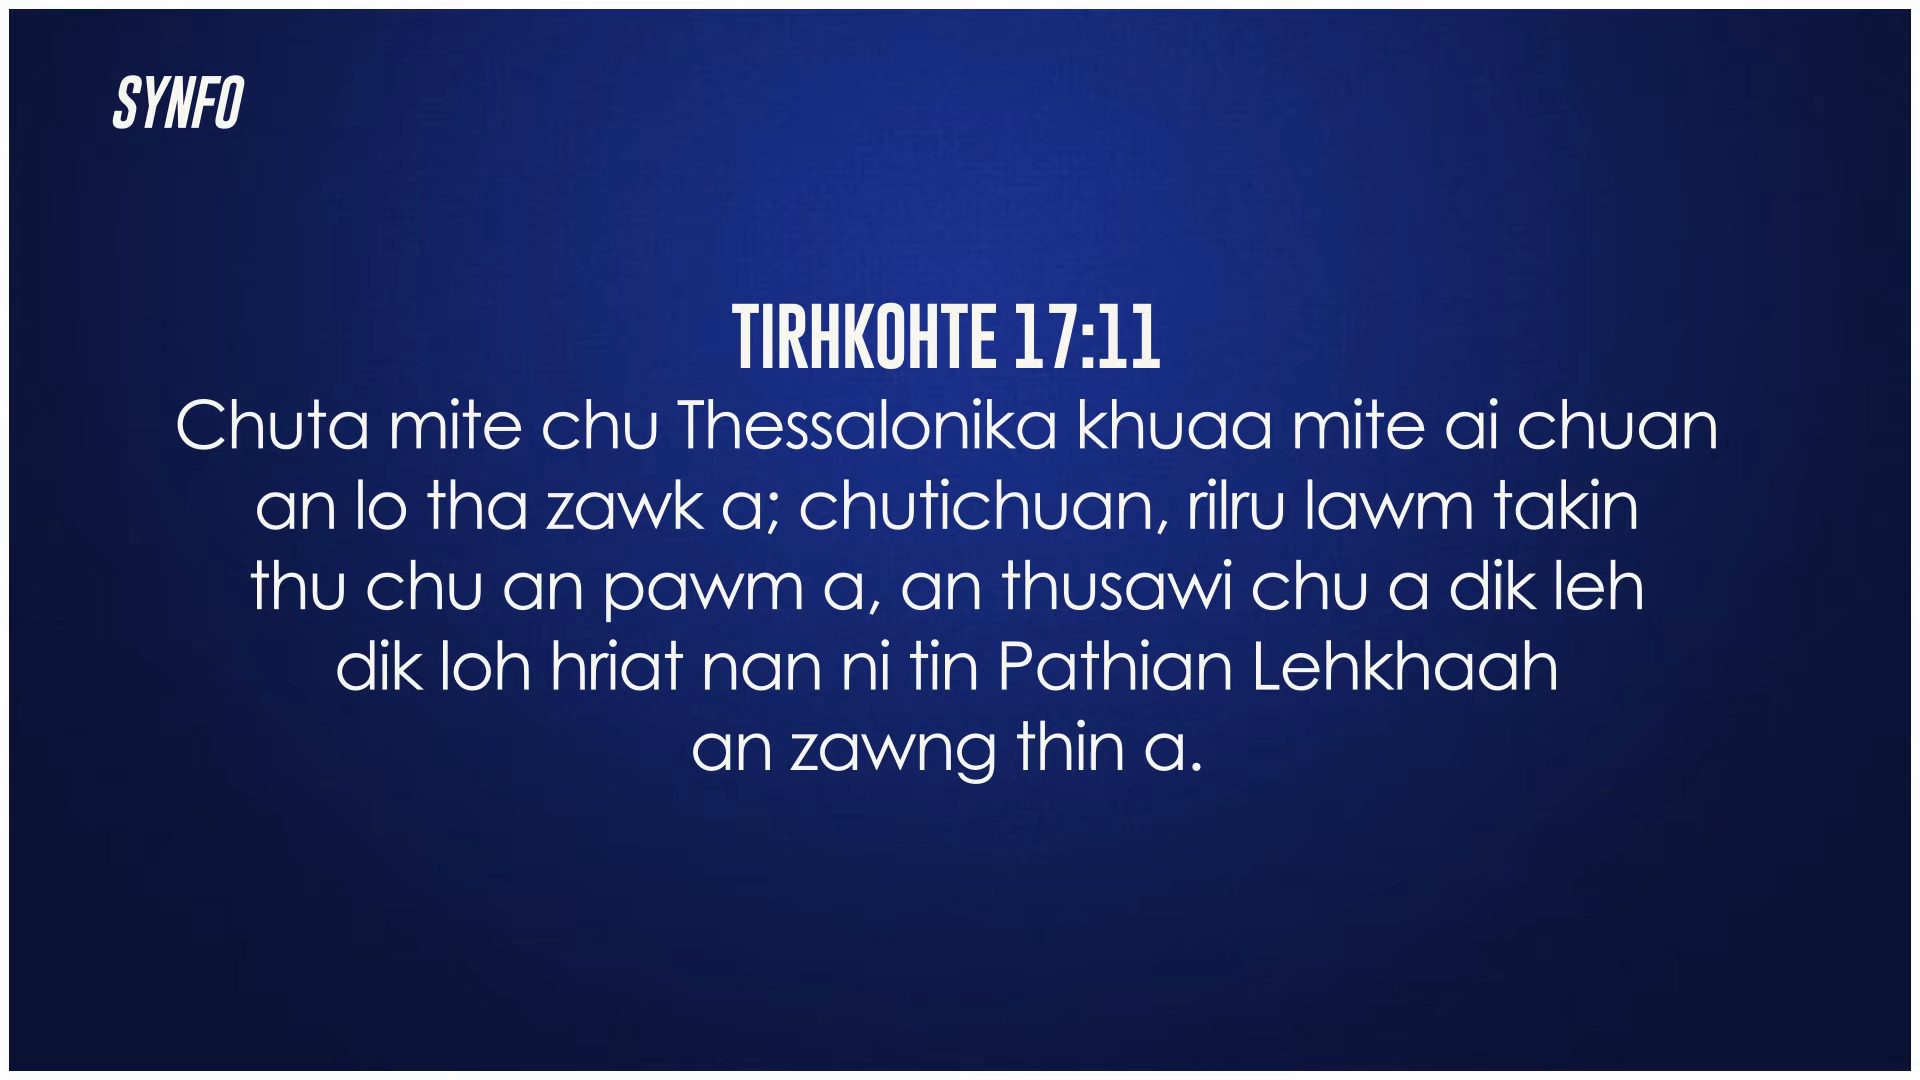 SYNFO
TIRHKOHTE 17:11
Chuta mite chu Thessalonika khuaa mite ai chuan
an lo tha zawk a; chutichuan, rilru lawm takin
thu chu an pawm a, an thusawi chu a dik leh
dik loh hriat nan ni tin Pathian Lehkhaah
an zawng thin a.